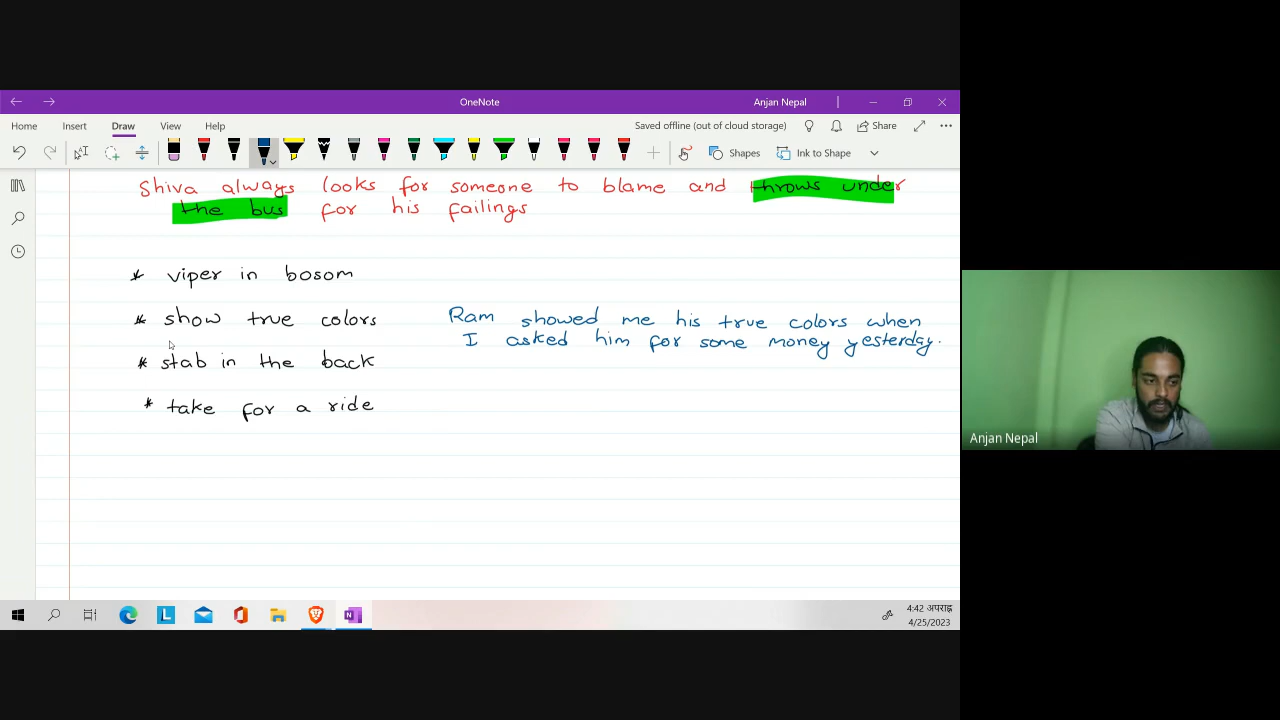 OneNote
Anjan Nepal
Home Insert Draw View Help
Saved offline (out of cloud storage)
Share
Shapes
Ink to Shape
Shiva always looks for someone to blame and throws under
the bus for his failings
* viper in bosom
* show true colors
Ram showed me his true colors when
I asked him for some money yesterday.
* stab in the back
* take for a ride
Anjan Nepal
4:42 अपराह्न
4/25/2023